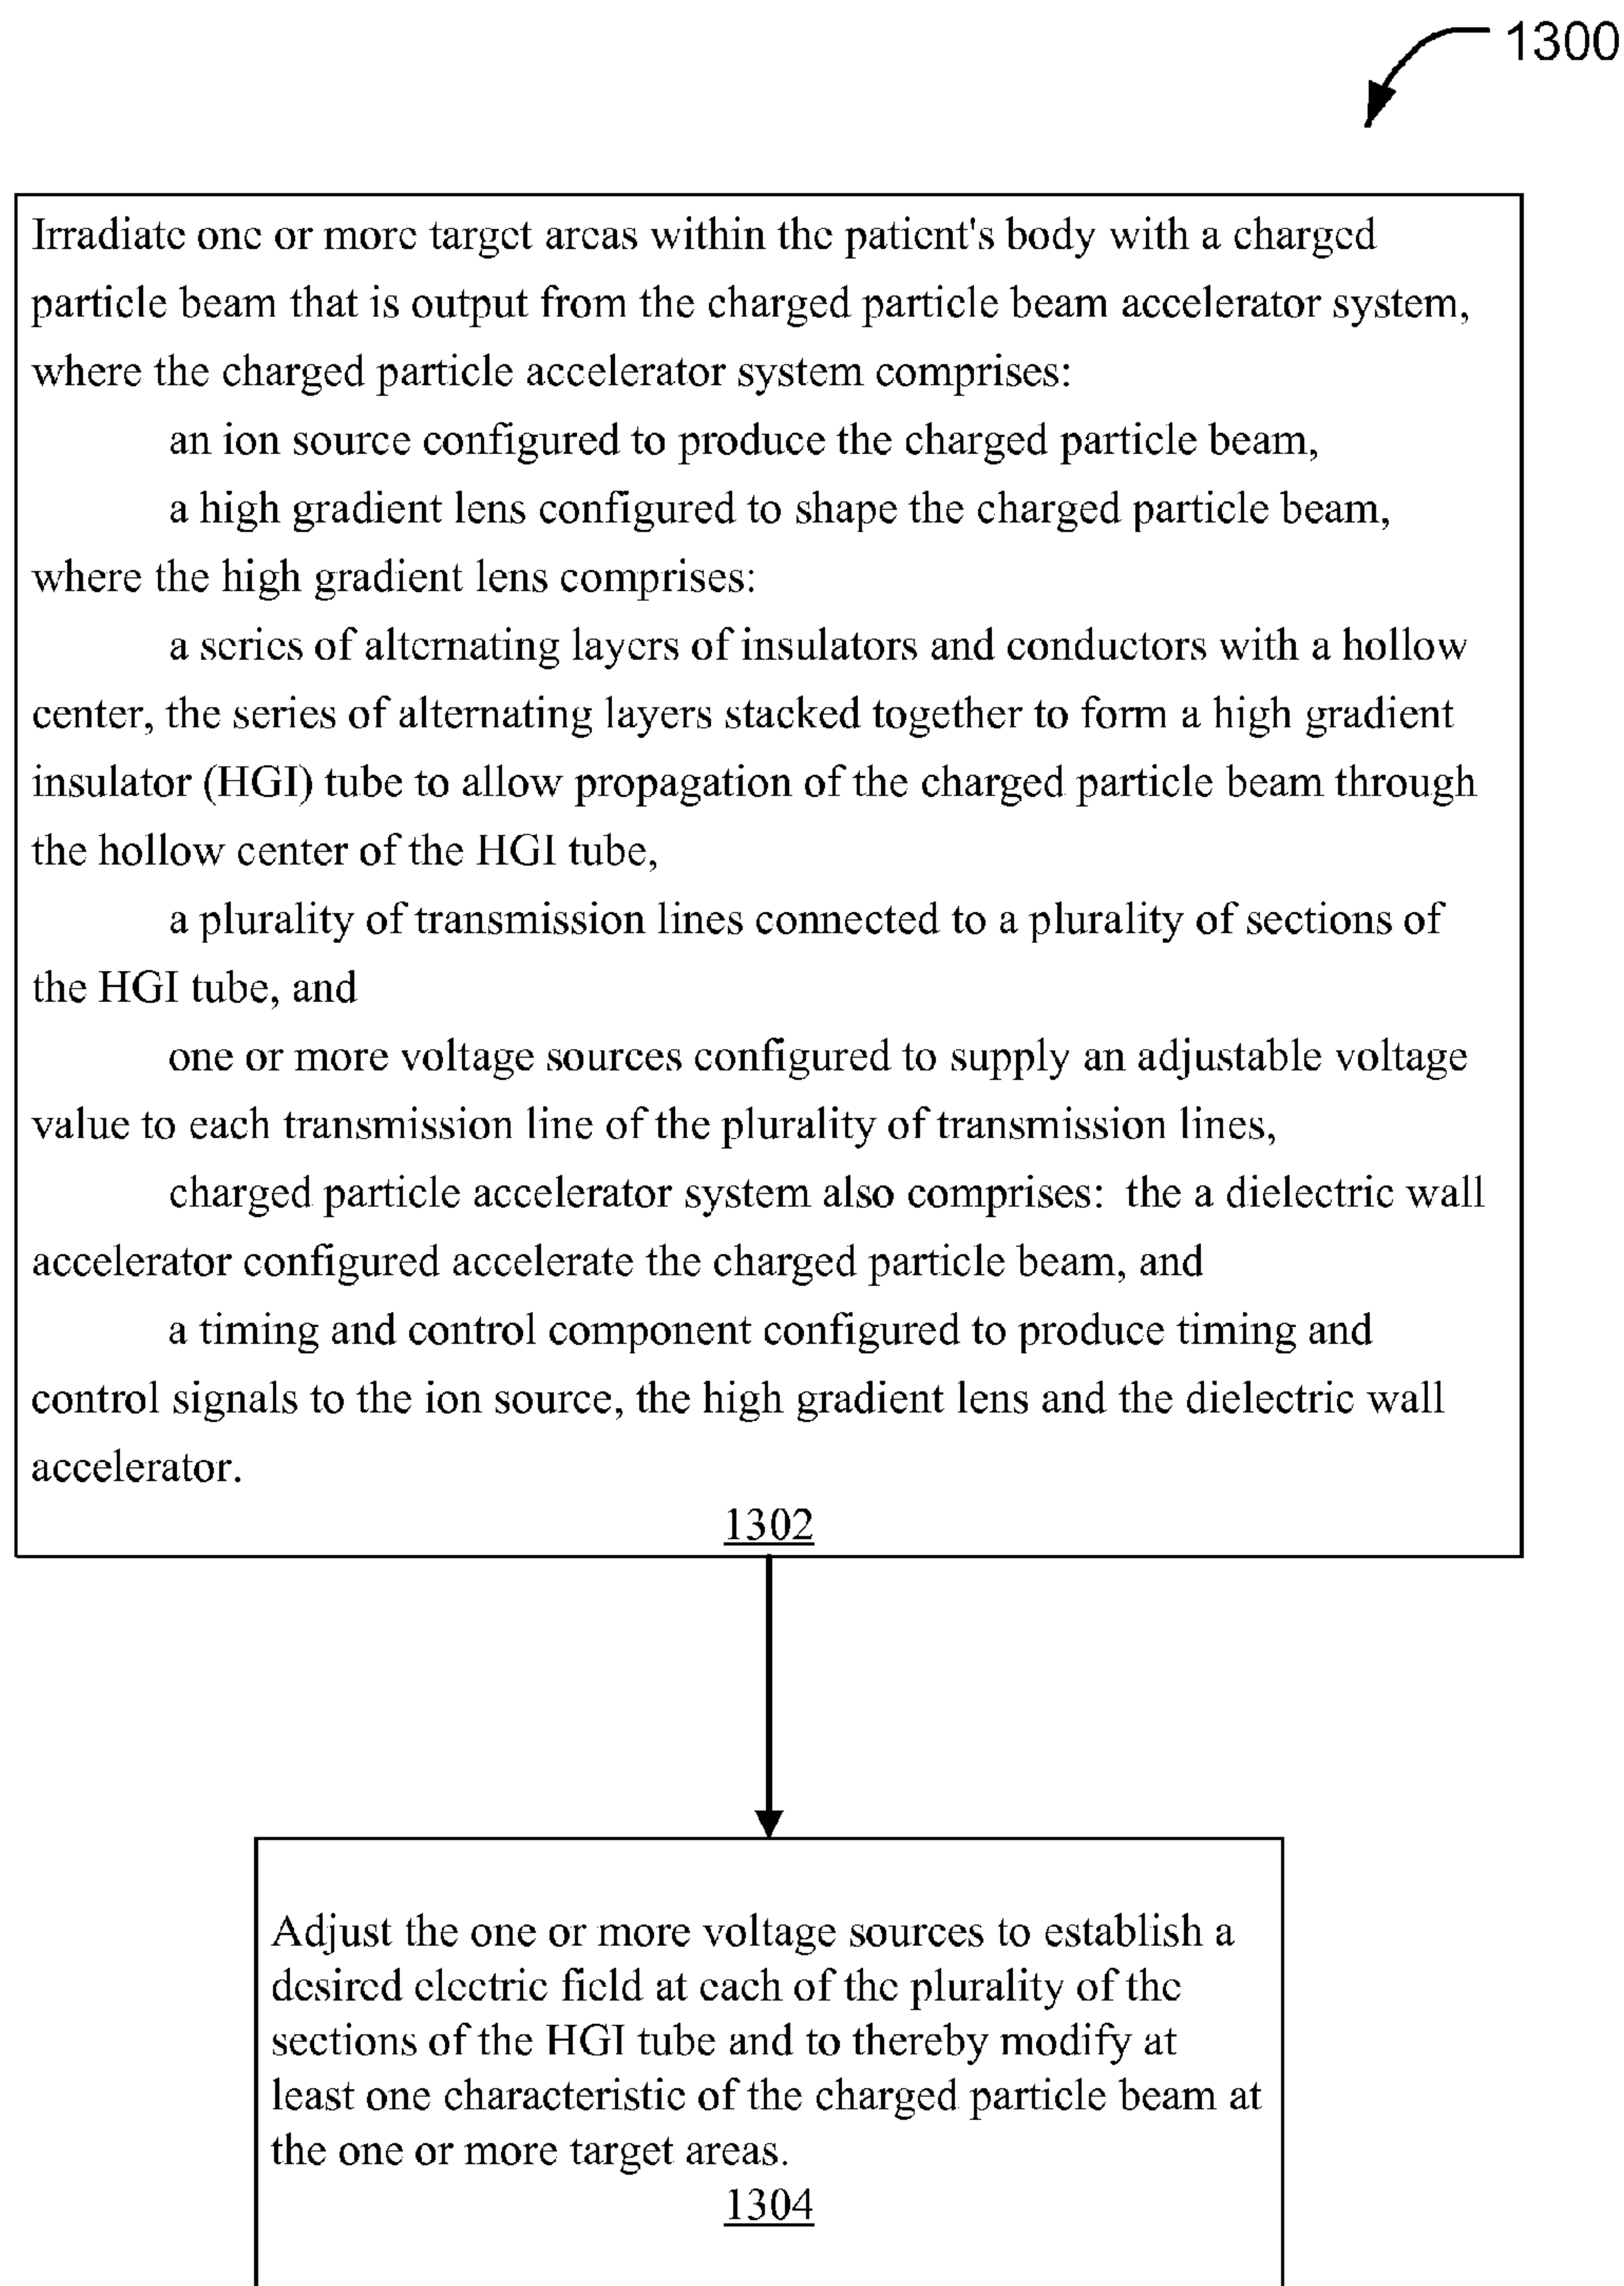 1300
Irradiate one or more target areas within the patient's body with a charged
particle beam that is output from the charged particle beam accelerator system,
where the charged particle accelerator system comprises:
an ion source configured to produce the charged particle beam,
a high gradient lens configured to shape the charged particle beam,
where the high gradient lens comprises:
a series of alternating layers of insulators and conductors with a hollow
center, the series of alternating layers stacked together to form a high gradient
insulator (HGI) tube to allow propagation of the charged particle beam through
the hollow center of the HGI tube,
a plurality of transmission lines connected to a plurality of sections of
the HGI tube, and
one or more voltage sources configured to supply an adjustable voltage
value to each transmission line of the plurality of transmission lines,
charged particle accelerator system also comprises: the a dielectric wall
accelerator configured accelerate the charged particle beam, and
a timing and control component configured to produce timing and
control signals to the ion source, the high gradient lens and the dielectric wall
accelerator.
1302
Adjust the one or more voltage sources to establish a
desired electric field at each of the plurality of the
sections of the HGI tube and to thereby modify at
least one characteristic of the charged particle beam at
the one or more target areas.
1304